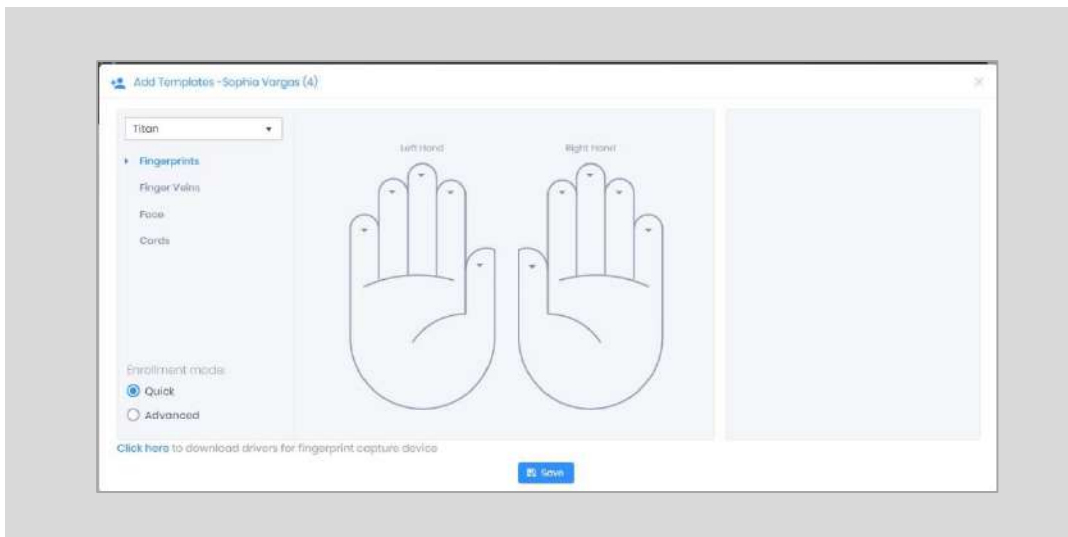 Add Templates -Sophia Vargas (4)
Titan
Fingerprints
Finger Veins
Face
Cards
Left Hand
Right Hand
Enrollment mode:
Quick
Advanced
Click here to download drivers for fingerprint capture device
Save